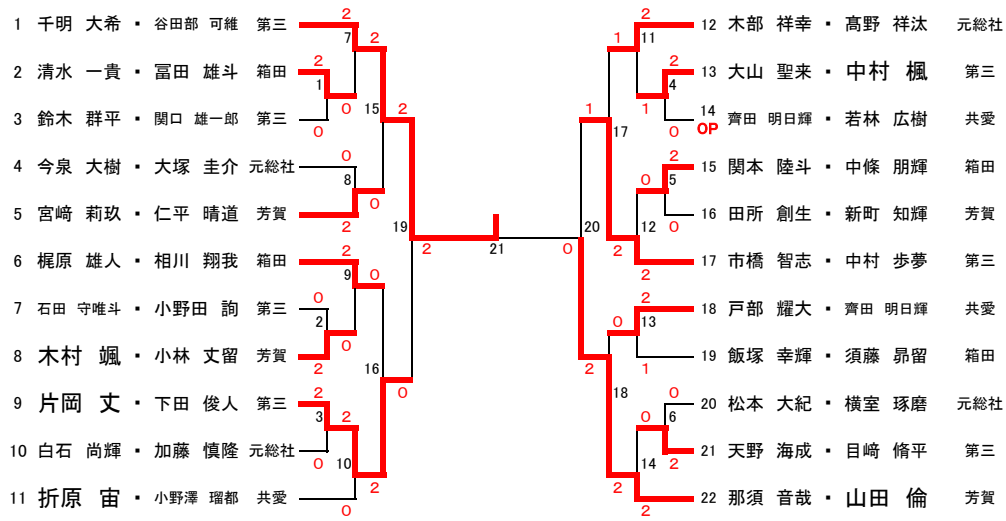 1 千明 大希 ・ 谷田部 可維 第三
2 清水 一貴 ・ 冨田 雄斗 箱田
3 鈴木 群平 ・ 関口 雄一郎 第三
4 今泉 大樹 ・ 大塚 圭介 元総社
5 宮﨑 莉玖 ・ 仁平 晴道 芳賀
6 梶原 雄人 ・ 相川 翔我 箱田
7 石田 守唯斗 ・ 小野田 詢 第三
8 木村 颯 ・ 小林 丈留 芳賀
9 片岡 丈 ・ 下田 俊人 第三
10 白石 尚輝 ・ 加藤 慎隆 元総社
11 折原 宙 ・ 小野澤 瑠都 共愛
2
7
2
2
1
0
0
15
2
0
8
0
2
19
2
2
9
0
0
2
0
2
16
0
2
3
2
0
10
2
0
21
0
20
2
11
1
2
4
1
0
1
17
2
0
5
0
12
2
2
2
0
13
1
2
18
0
0
6
2
14
2
2
12 木部 祥幸 ・ 髙野 祥汰 元総社
13 大山 聖来 ・ 中村 楓 第三
14 OP 齊田 明日輝 ・ 若林 広樹 共愛
15 関本 陸斗 ・ 中條 朋輝 箱田
16 田所 創生 ・ 新町 知輝 芳賀
17 市橋 智志 ・ 中村 歩夢 第三
18 戸部 耀大 ・ 齊田 明日輝 共愛
19 飯塚 幸輝 ・ 須藤 昴留 箱田
20 松本 大紀 ・ 横室 琢磨 元総社
21 天野 海成 ・ 目﨑 脩平 第三
22 那須 音哉 ・ 山田 倫 芳賀